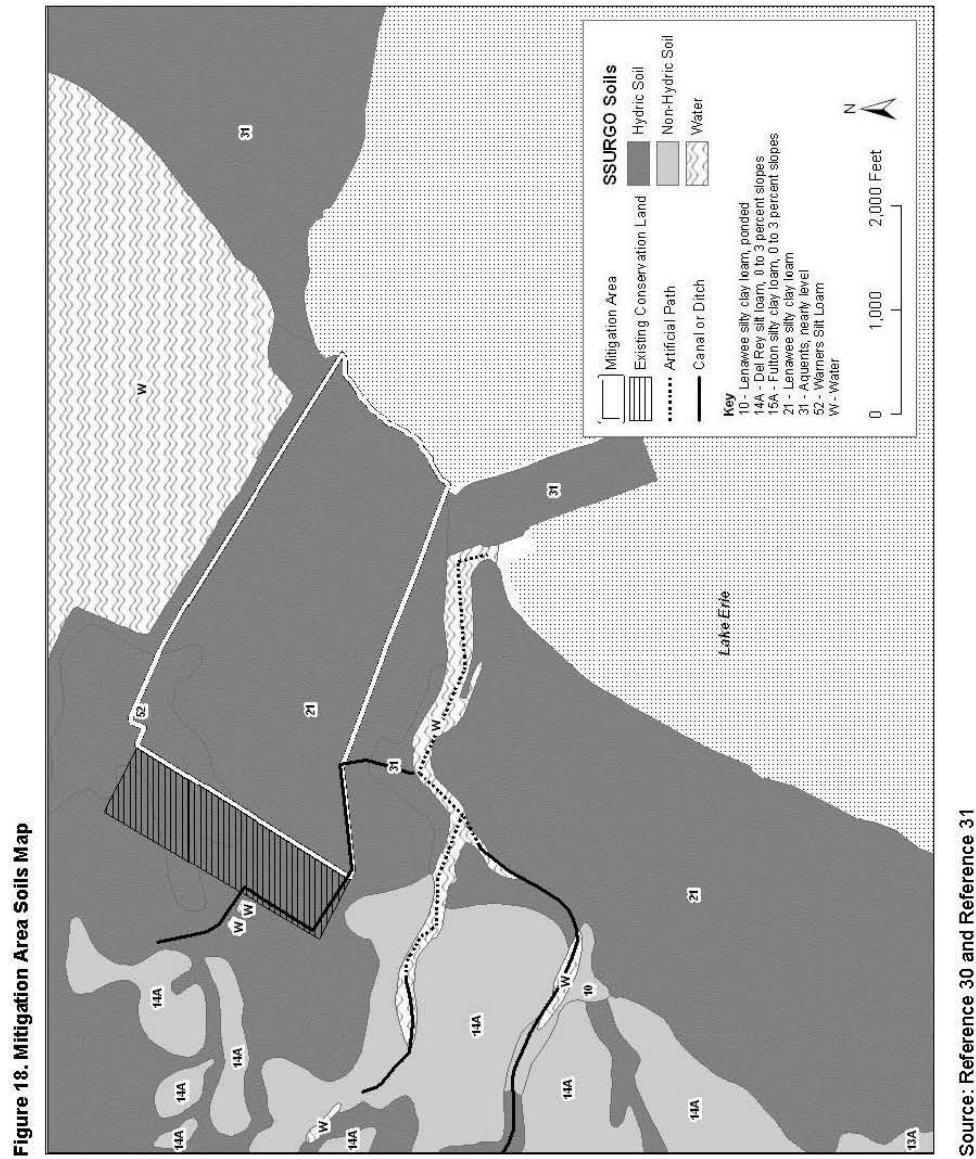 Figure 18. Mitigation Area Soils Map
W
31
52
21
31
W
W
14A
14A
14A
14A
W
14A
31
W
14A
W
10
14A
14A
13A
21
31
Lake Erie
Mitigation Area
Existing Conservation Land
Artificial Path
Canal or Ditch
SSURGO Soils
Hydric Soil
Non-Hydric Soil
Water
Key
10 - Lenawee silty clay loam, ponded
14A - Del Rey silt loam, 0 to 3 percent slopes
15A - Fulton silty clay loam, 0 to 3 percent slopes
21 - Lenawee silty clay loam
31 - Aquents, nearly level
52 - Warners Silt Loam
W - Water
N
0 1,000 2,000 Feet
Source: Reference 30 and Reference 31